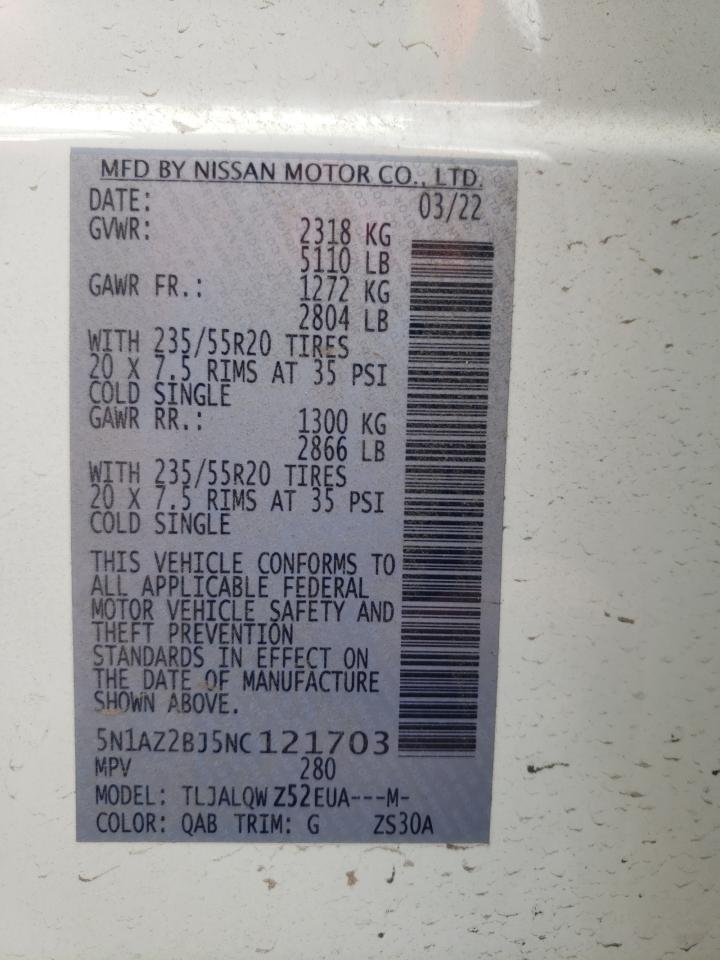 MFD BY NISSAN MOTOR CO., LTD.
DATE: 03/22
GVWR: 2318 KG
5110 LB
GAWR FR.: 1272 KG
2804 LB
WITH 235/55R20 TIRES
20 X 7.5 RIMS AT 35 PSI
COLD SINGLE
GAWR RR.: 1300 KG
2866 LB
WITH 235/55R20 TIRES
20 X 7.5 RIMS AT 35 PSI
COLD SINGLE
THIS VEHICLE CONFORMS TO
ALL APPLICABLE FEDERAL
MOTOR VEHICLE SAFETY AND
THEFT PREVENTION
STANDARDS IN EFFECT ON
THE DATE OF MANUFACTURE
SHOWN ABOVE.
5N1AZ2BJ5NC121703
MPV 280
MODEL: TLJALQWZ52EUA---M-
COLOR: QAB TRIM: G ZS30A